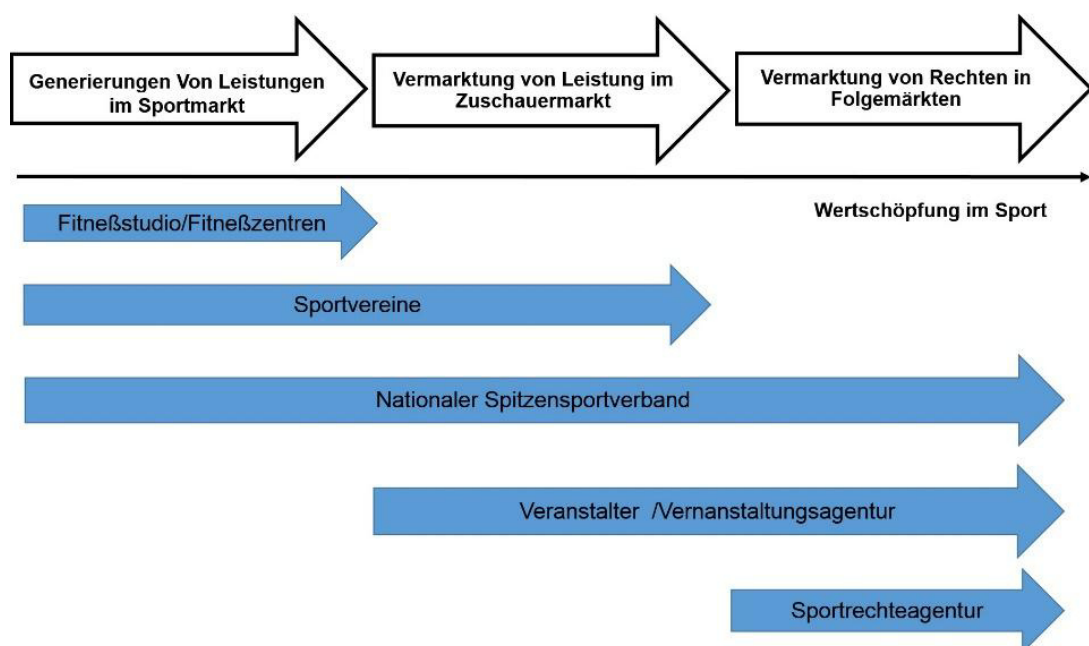 Generierungen Von Leistungen
im Sportmarkt
Vermarktung von Leistung im
Zuschauermarkt
Vermarktung von Rechten in
Folgemärkten
Wertschöpfung im Sport
Fitneßstudio/Fitneßzentren
Sportvereine
Nationaler Spitzensportverband
Veranstalter /Vernanstaltungsagentur
Sportrechteagentur